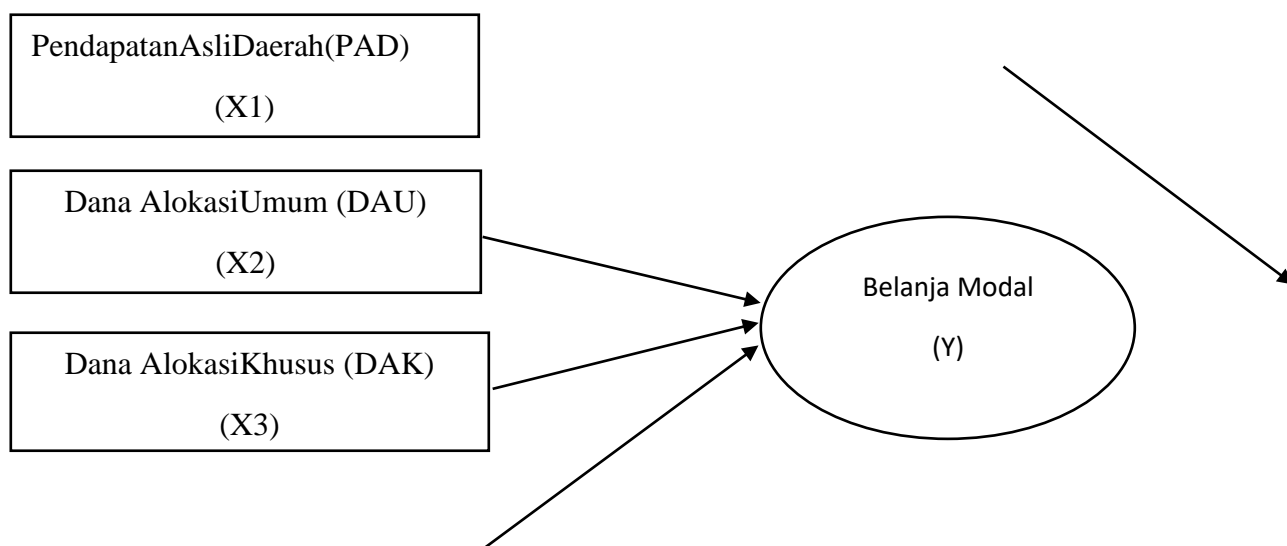 PendapatanAsliDaerah(PAD)
(X1)
Dana AlokasiUmum (DAU)
(X2)
Dana AlokasiKhusus (DAK)
(X3)
Belanja Modal
(Y)